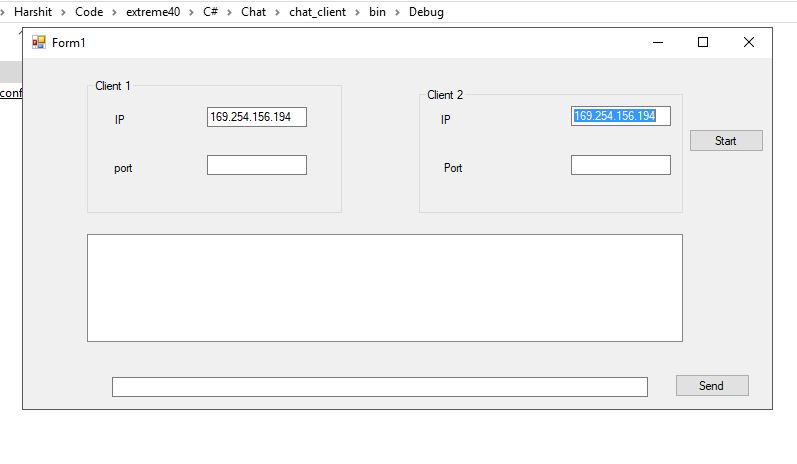 Harshit > Code > extreme40 > C# > Chat > chat_client > bin > Debug
Form1
conf
Client 1
IP 169.254.156.194
port
Client 2
IP 169.254.156.194
Port
Start
Send